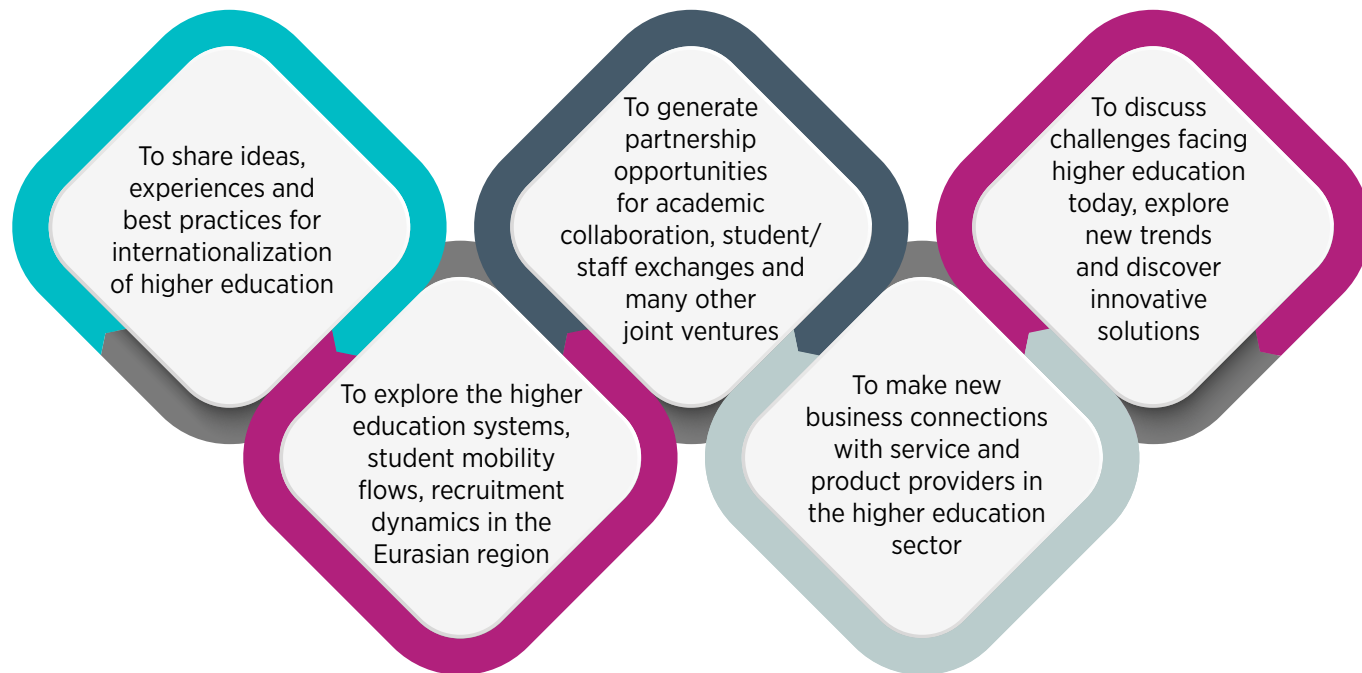 To share ideas,
experiences and
best practices for
internationalization
of higher education
To explore the higher
education systems,
student mobility
flows, recruitment
dynamics in the
Eurasian region
To generate
partnership
opportunities
for academic
collaboration, student/
staff exchanges and
many other
joint ventures
To make new
business connections
with service and
product providers in
the higher education
sector
To discuss
challenges facing
higher education
today, explore
new trends
and discover
innovative
solutions